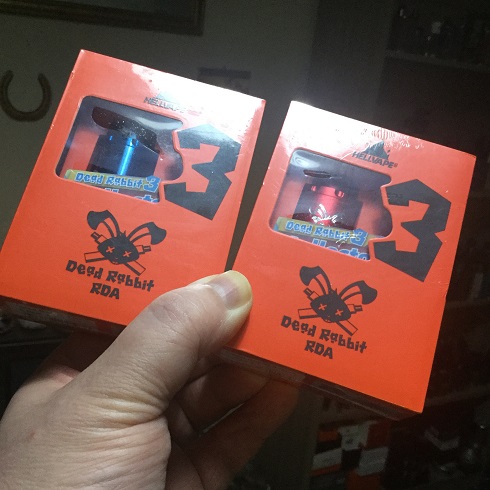 HELLVAPE®
3
Dead Rabbit 3
Dead Rabbit
RDA
HELLVAPE®
3
Dead Rabbit 3
Dead Rabbit
RDA